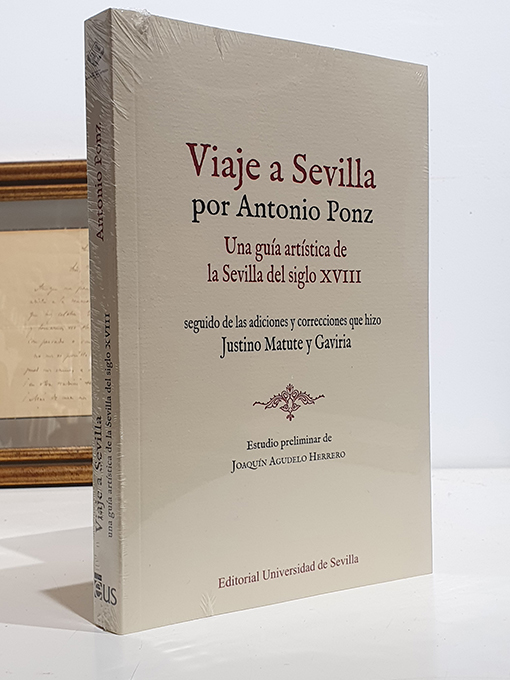 Viaje a Sevilla
por Antonio Ponz
Una guía artística de
la Sevilla del siglo XVIII
seguido de las adiciones y correcciones que hizo
Justino Matute y Gaviria
Estudio preliminar de
JOAQUÍN AGUDELO HERRERO
Editorial Universidad de Sevilla
Antonio Ponz
Viaje a Sevilla
una guía artística de la Sevilla del siglo XVIII
eus